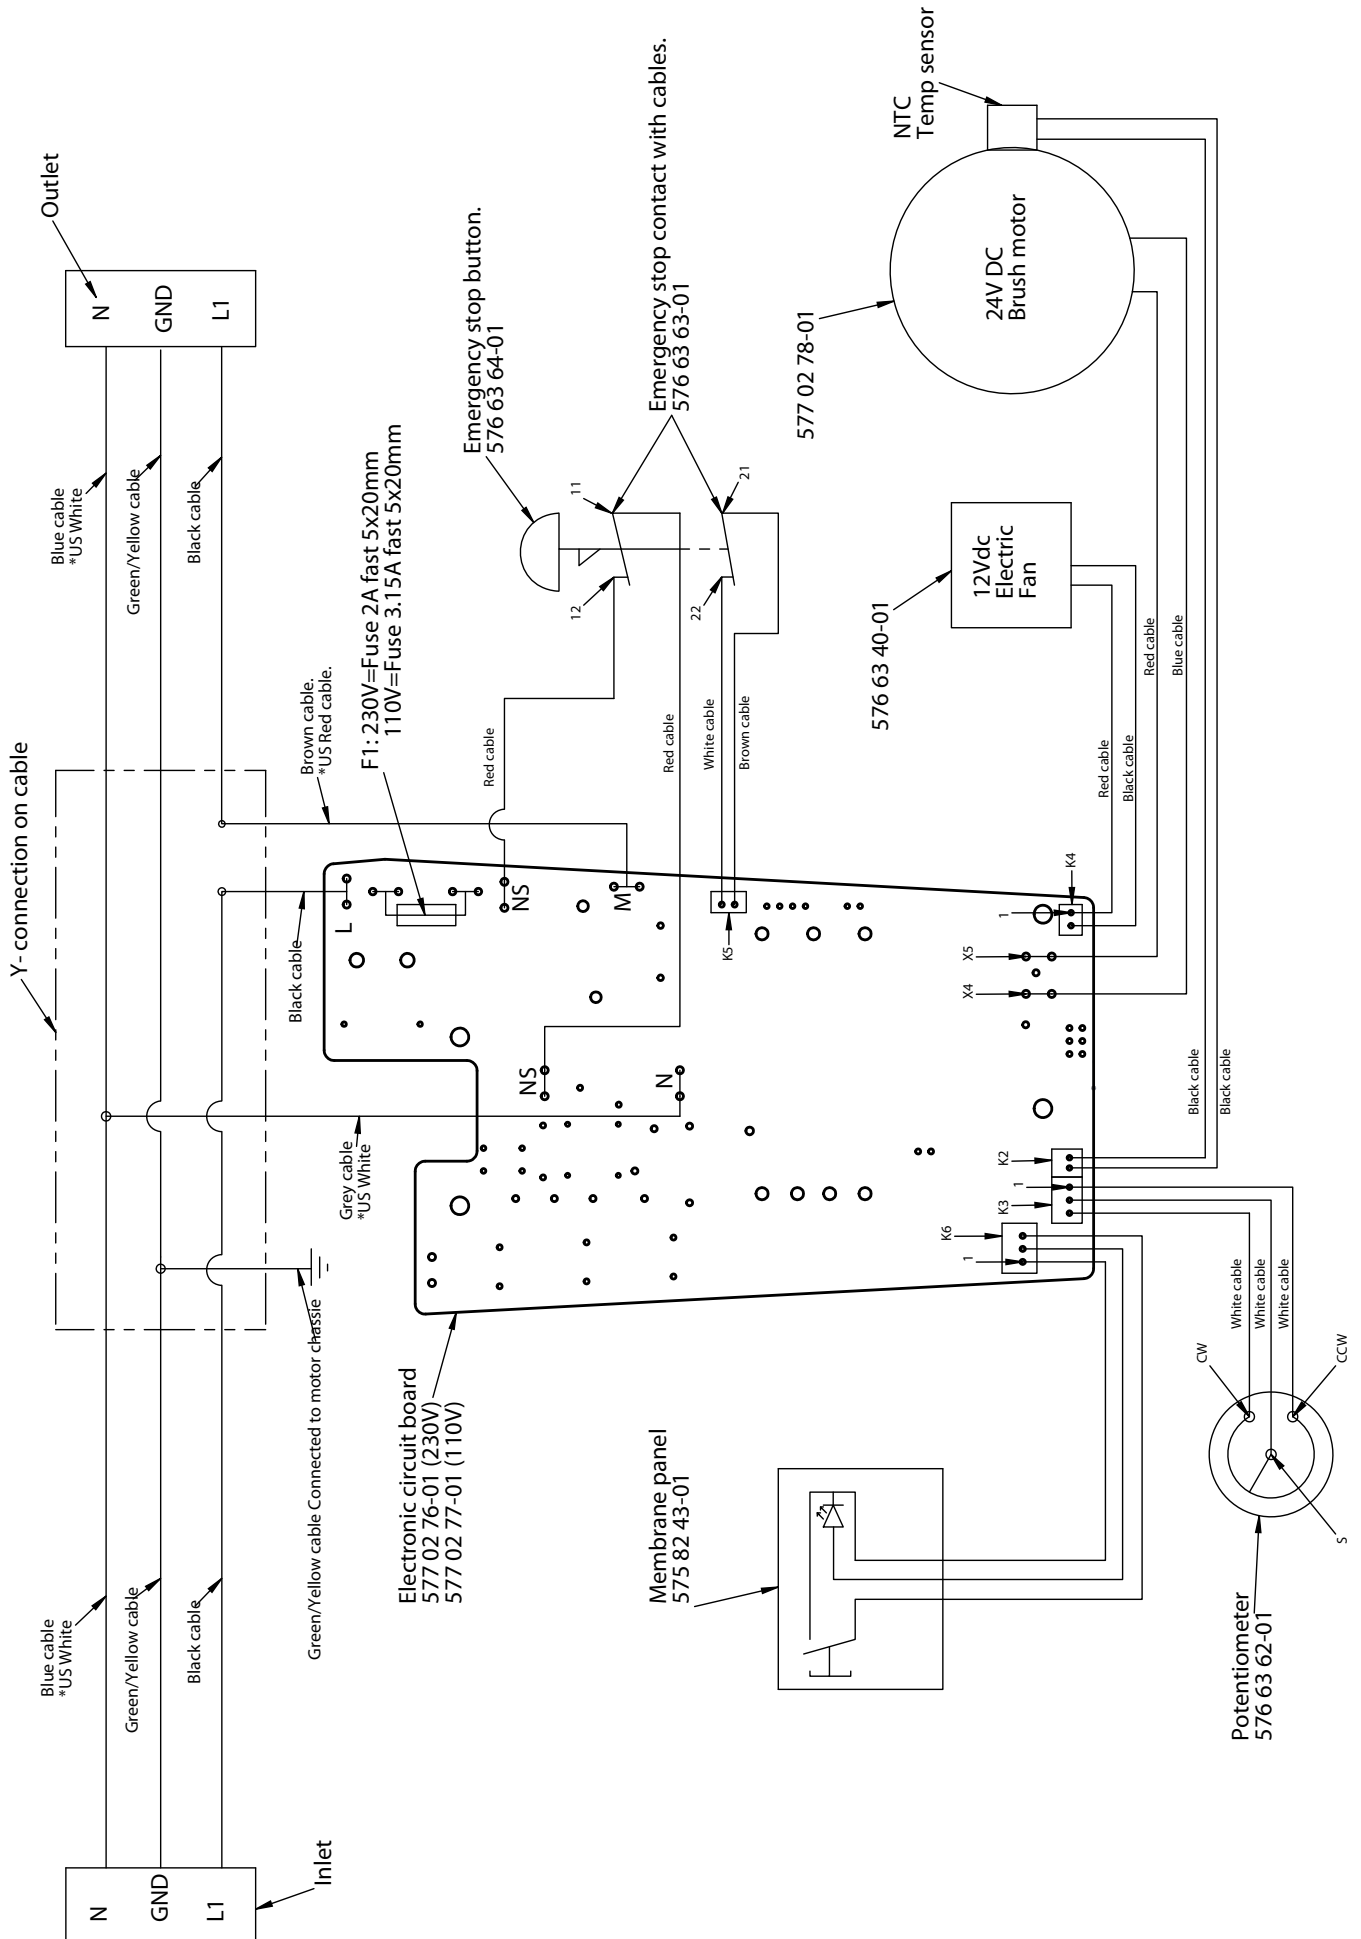 Inlet
N
GND
L1
Blue cable
*US White
Green/Yellow cable
Black cable
Y- connection on cable
Green/Yellow cable Connected to motor chassie
Grey cable
*US White
Black cable
Brown cable.
*US Red cable.
Blue cable
*US White
Green/Yellow cable
Black cable
Outlet
N
GND
L1
F1: 230V=Fuse 2A fast 5x20mm
110V=Fuse 3.15A fast 5x20mm
Emergency stop button.
576 63 64-01
Emergency stop contact with cables.
576 63 63-01
11
12
21
22
Red cable
Red cable
White cable
Brown cable
L
NS
M
NS
N
K5
Electronic circuit board
577 02 76-01 (230V)
577 02 77-01 (110V)
Membrane panel
575 82 43-01
1
K6
K3
1
K2
X4
X5
1
K4
576 63 40-01
12Vdc
Electric
Fan
577 02 78-01
24V DC
Brush motor
NTC
Temp sensor
Red cable
Black cable
Red cable
Blue cable
Black cable
Black cable
White cable
White cable
White cable
CW
CCW
S
Potentiometer
576 63 62-01